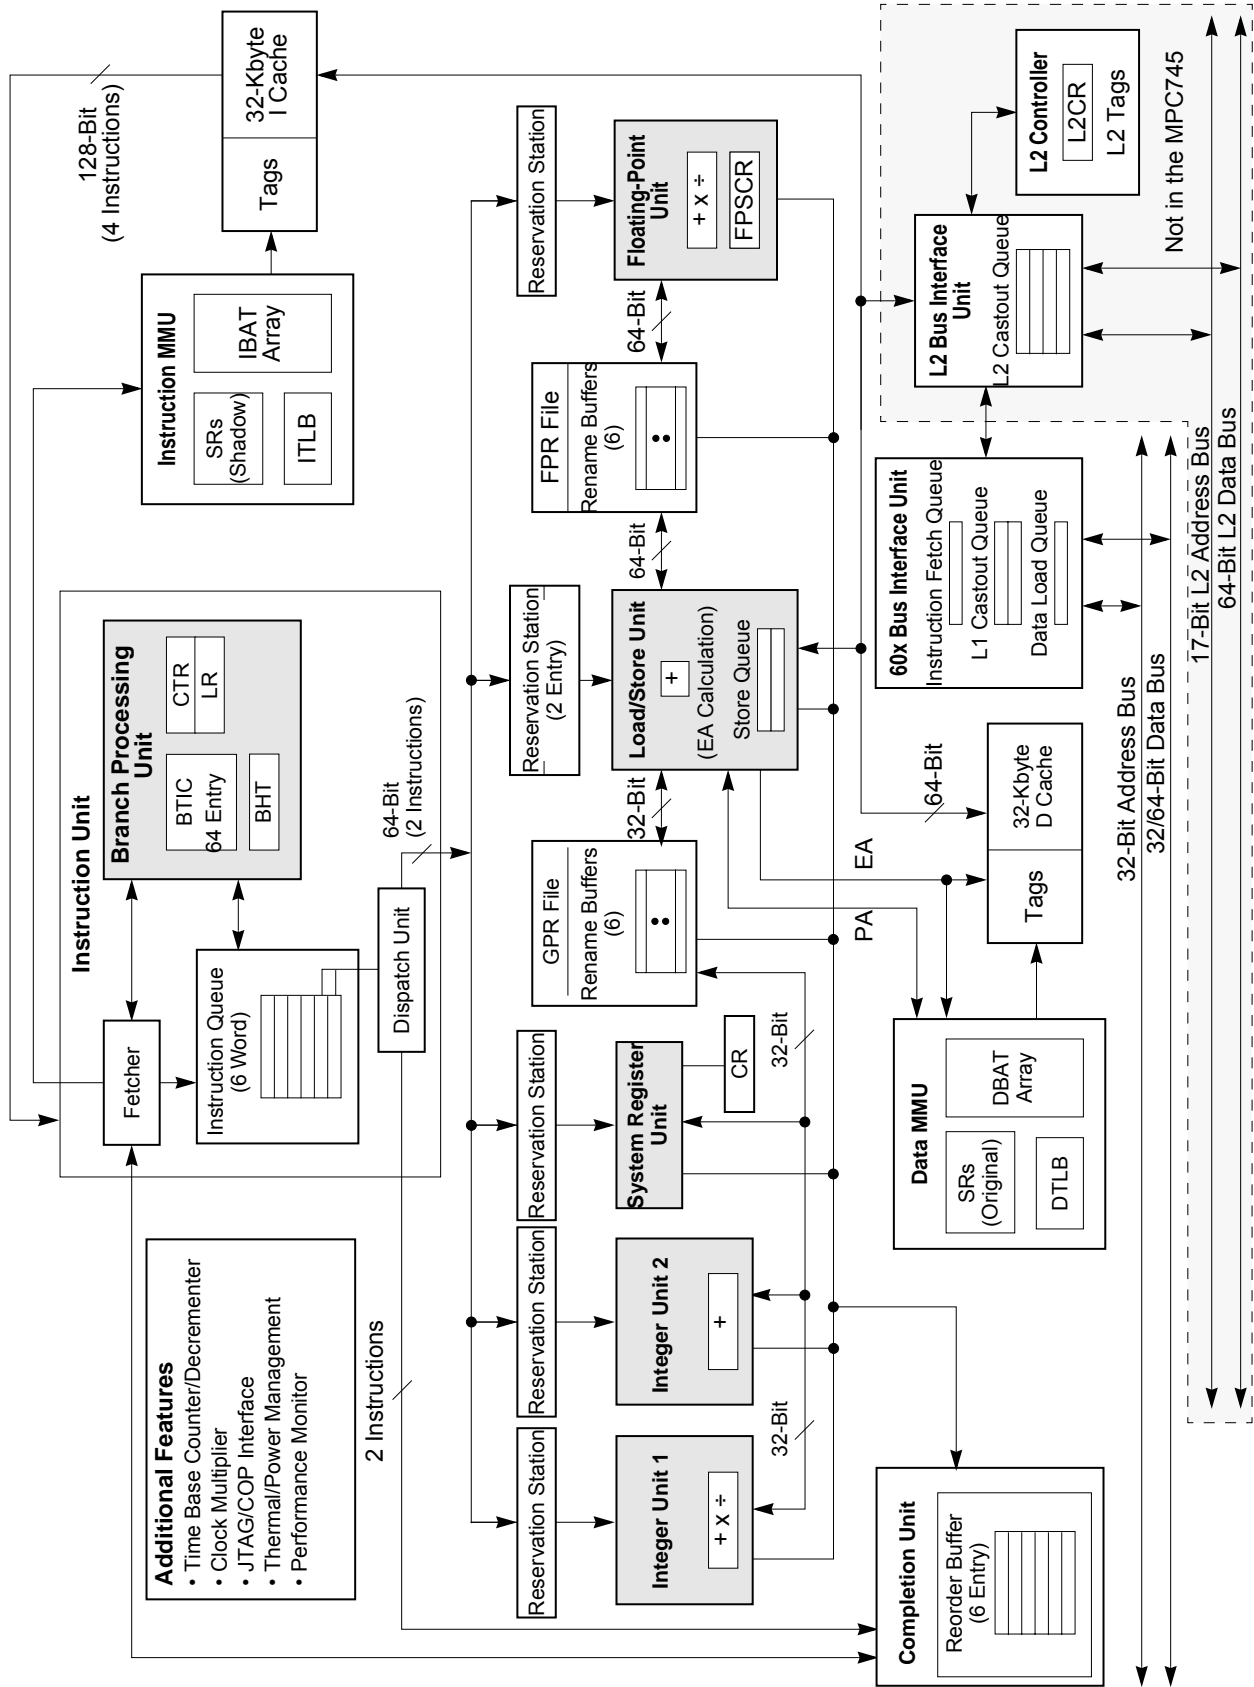 Additional Features
• Time Base Counter/Decrementer
• Clock Multiplier
• JTAG/COP Interface
• Thermal/Power Management
• Performance Monitor
Instruction Unit
Fetcher
Branch Processing
Unit
BTIC
64 Entry
CTR
LR
BHT
Instruction Queue
(6 Word)
Dispatch Unit
64-Bit
(2 Instructions)
2 Instructions
Instruction MMU
SRs
(Shadow)
IBAT
Array
ITLB
128-Bit
(4 Instructions)
Tags
32-Kbyte
I Cache
Reservation Station
Reservation Station
Reservation Station
Reservation Station
(2 Entry)
Reservation Station
Integer Unit 1
+ x ÷
Integer Unit 2
+
System Register
Unit
CR
32-Bit
32-Bit
GPR File
Rename Buffers
(6)
32-Bit
Load/Store Unit
+
(EA Calculation)
Store Queue
64-Bit
FPR File
Rename Buffers
(6)
64-Bit
Floating-Point
Unit
+ x ÷
FPSCR
PA
EA
64-Bit
Completion Unit
Reorder Buffer
(6 Entry)
Data MMU
SRs
(Original)
DBAT
Array
DTLB
Tags
32-Kbyte
D Cache
60x Bus Interface Unit
Instruction Fetch Queue
L1 Castout Queue
Data Load Queue
L2 Bus Interface
Unit
L2 Castout Queue
L2 Controller
L2CR
L2 Tags
Not in the MPC745
32-Bit Address Bus
32/64-Bit Data Bus
17-Bit L2 Address Bus
64-Bit L2 Data Bus